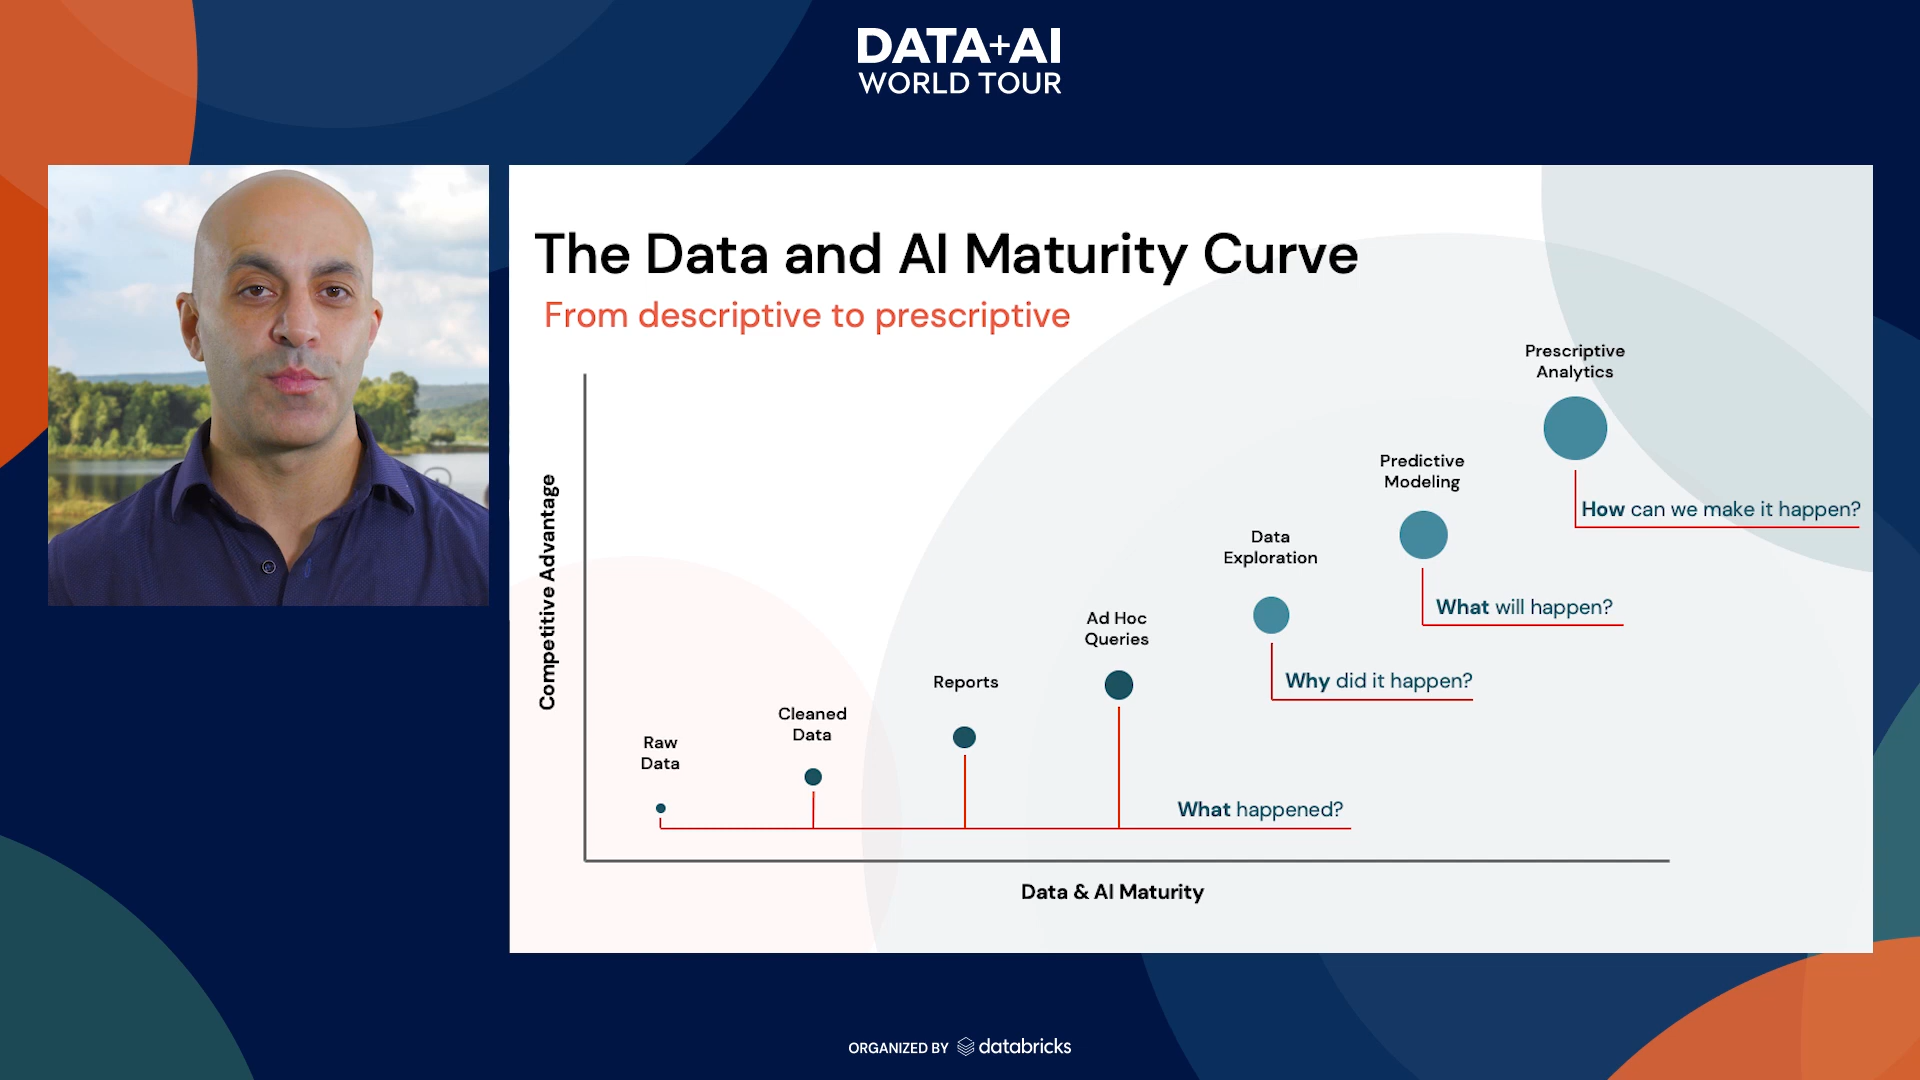 DATA+AI
WORLD TOUR
The Data and AI Maturity Curve
From descriptive to prescriptive
Competitive Advantage
Raw
Data
Cleaned
Data
Reports
Ad Hoc
Queries
Data
Exploration
Predictive
Modeling
Prescriptive
Analytics
How can we make it happen?
What will happen?
Why did it happen?
What happened?
Data & AI Maturity
ORGANIZED BY databricks